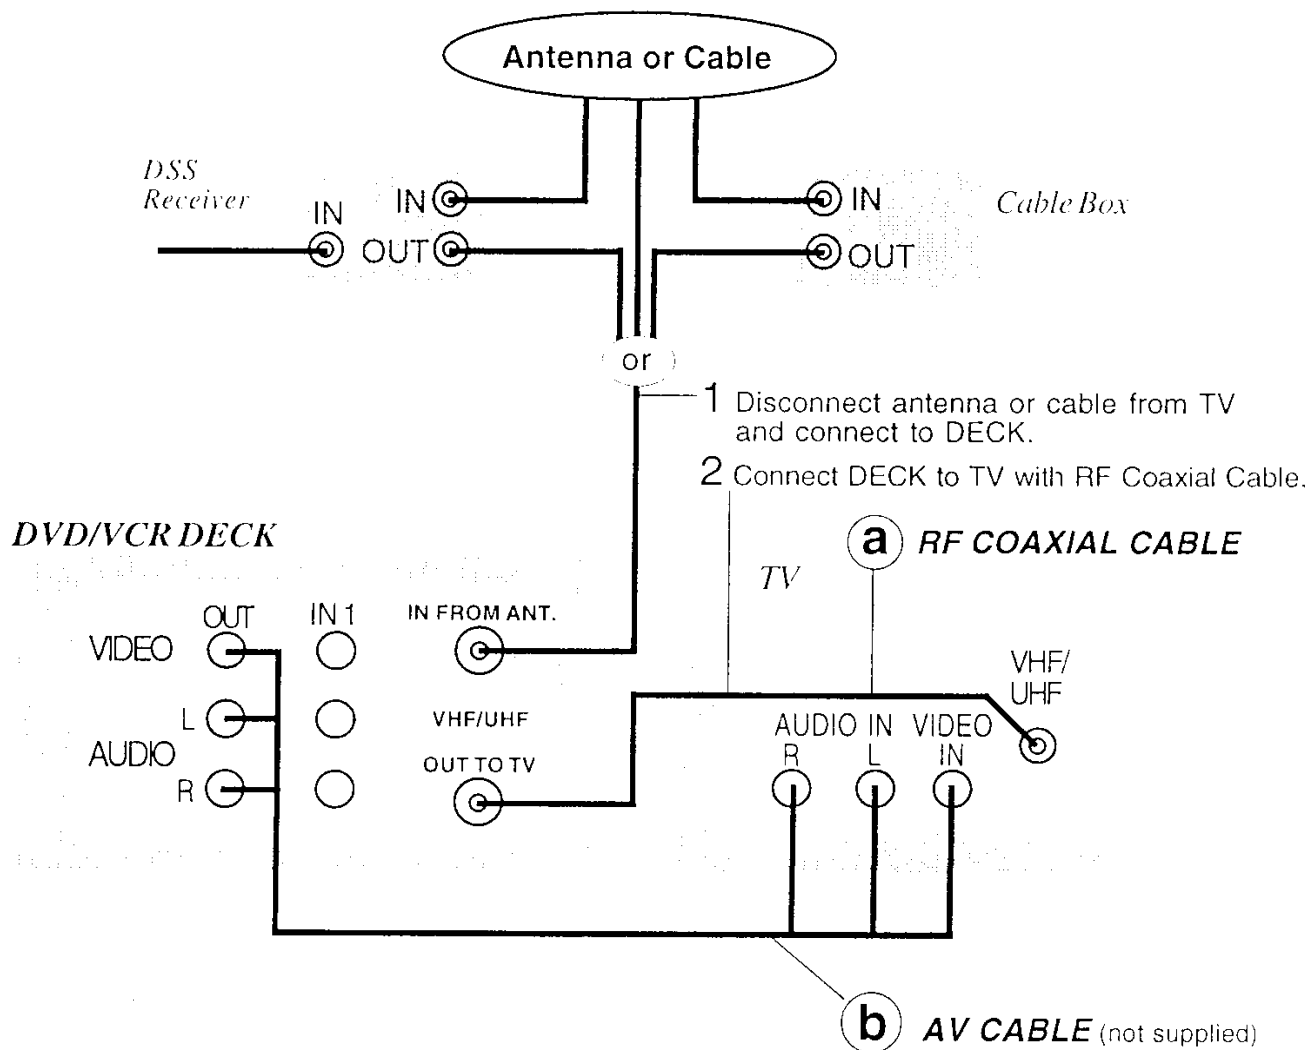 Antenna or Cable
DSS
Receiver
IN
IN
OUT
IN
OUT
Cable Box
or
1 Disconnect antenna or cable from TV
and connect to DECK.
2 Connect DECK to TV with RF Coaxial Cable.
DVD/VCR DECK
a RF COAXIAL CABLE
TV
OUT
IN 1
IN FROM ANT.
VIDEO
L
AUDIO
R
VHF/UHF
OUT TO TV
VHF/
UHF
AUDIO IN
R L
VIDEO
IN
b AV CABLE (not supplied)